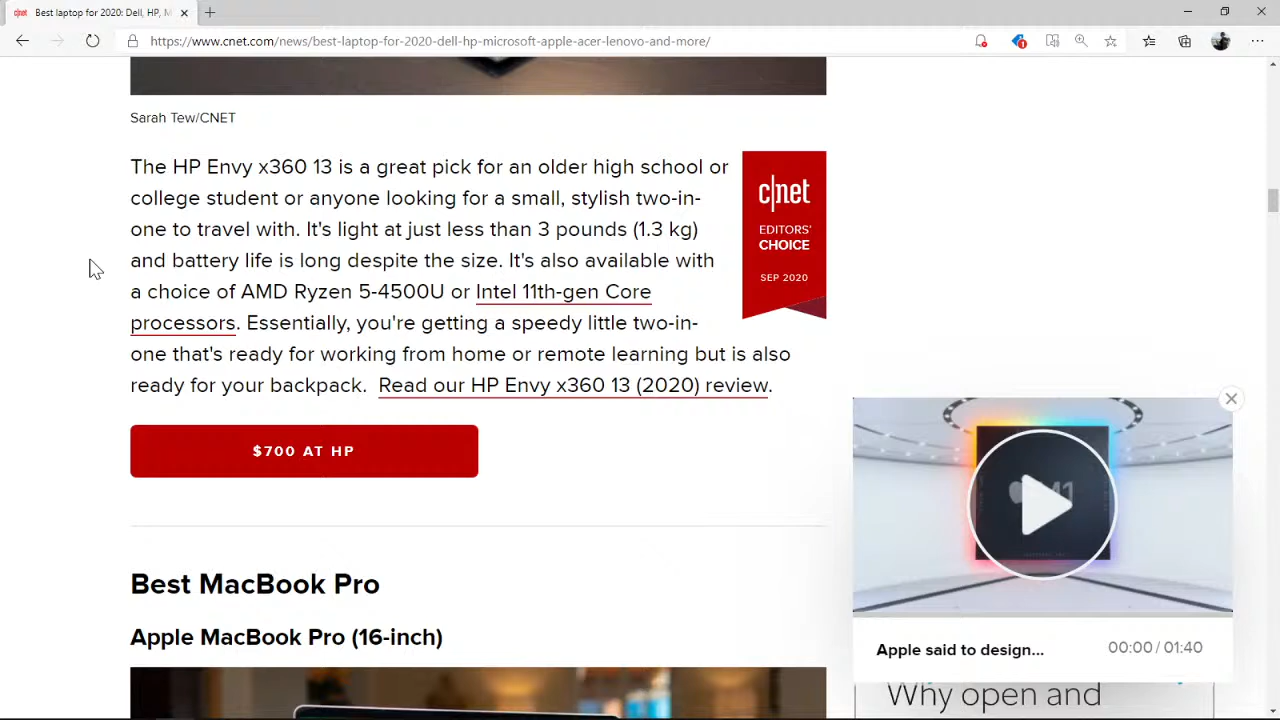 cnet Best laptop for 2020: Dell, HP, M
https://www.cnet.com/news/best-laptop-for-2020-dell-hp-microsoft-apple-acer-lenovo-and-more/
1
Sarah Tew/CNET
The HP Envy x360 13 is a great pick for an older high school or
college student or anyone looking for a small, stylish two-in-
one to travel with. It's light at just less than 3 pounds (1.3 kg)
and battery life is long despite the size. It's also available with
a choice of AMD Ryzen 5-4500U or Intel 11th-gen Core
processors. Essentially, you're getting a speedy little two-in-
one that's ready for working from home or remote learning but is also
ready for your backpack. Read our HP Envy x360 13 (2020) review.
c|net
EDITORS'
CHOICE
SEP 2020
$700 AT HP
Best MacBook Pro
Apple MacBook Pro (16-inch)
M1
Apple said to design...
00:00 / 01:40
Why open and